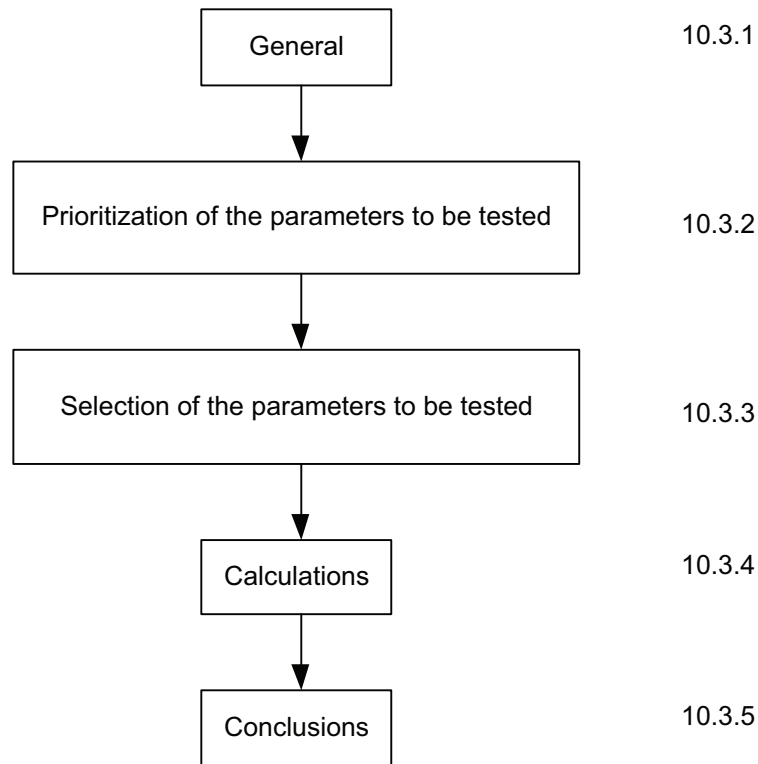 General 10.3.1
Prioritization of the parameters to be tested 10.3.2
Selection of the parameters to be tested 10.3.3
Calculations 10.3.4
Conclusions 10.3.5